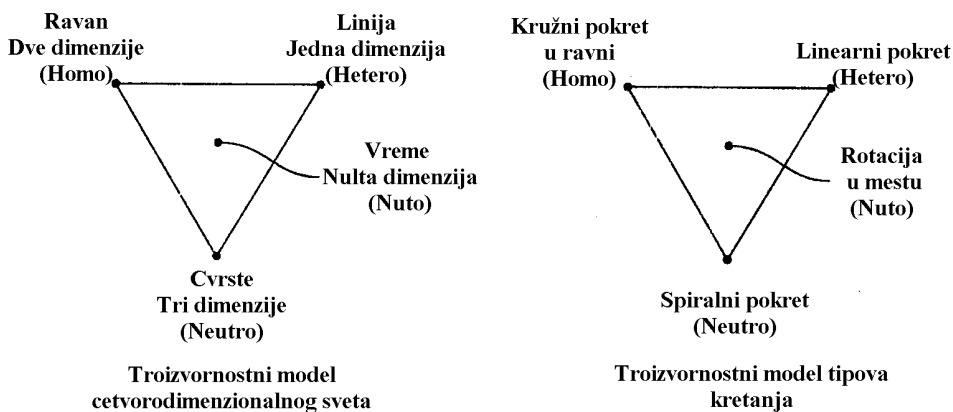 Ravan
Dve dimenzije
(Homo)
Linija
Jedna dimenzija
(Hetero)
Vreme
Nulta dimenzija
(Nuto)
Cvrste
Tri dimenzije
(Neutro)
Troizvornostni model
cetvorodimenzionalnog sveta
Kružni pokret
u ravni
(Homo)
Linearni pokret
(Hetero)
Rotacija
u mestu
(Nuto)
Spiralni pokret
(Neutro)
Troizvornostni model tipova
kretanja